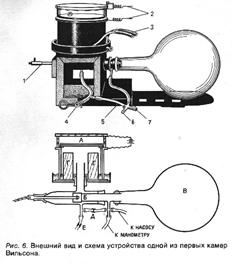 2
3
1
4
5
6
7
А
Б
В
Д
Е
К НАСОСУ
К МАНОМЕТРУ
Рис. 6. Внешний вид и схема устройства одной из первых камер
Вильсона.